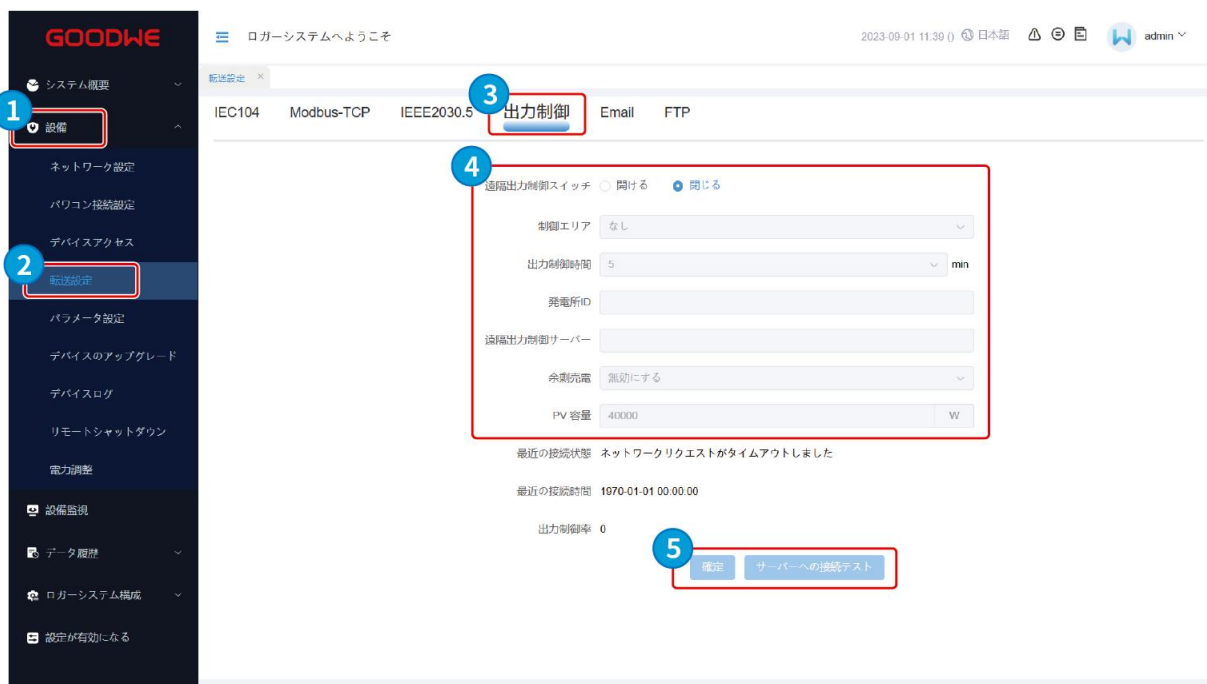 GOODWE
ロガーシステムへようこそ
2023-09-01 11:39 () 日本語
admin
システム概要
1
設備
ネットワーク設定
パワコン接続設定
デバイスアクセス
2
転送設定
パラメータ設定
デバイスのアップグレード
デバイスログ
リモートシャットダウン
電力調整
設備監視
データ履歴
ロガーシステム構成
設定が有効になる
転送設定 ×
3
IEC104 Modbus-TCP IEEE2030.5 出力制御 Email FTP
4
遠隔出力制御スイッチ 開ける 閉じる
制御エリア なし
出力制御時間 5 min
発電所ID
遠隔出力制御サーバー
余剰売電 無効にする
PV 容量 40000 W
最近の接続状態 ネットワークリクエストがタイムアウトしました
最近の接続時間 1970-01-01 00:00:00
出力制御率 0
5
確定 サーバーへの接続テスト